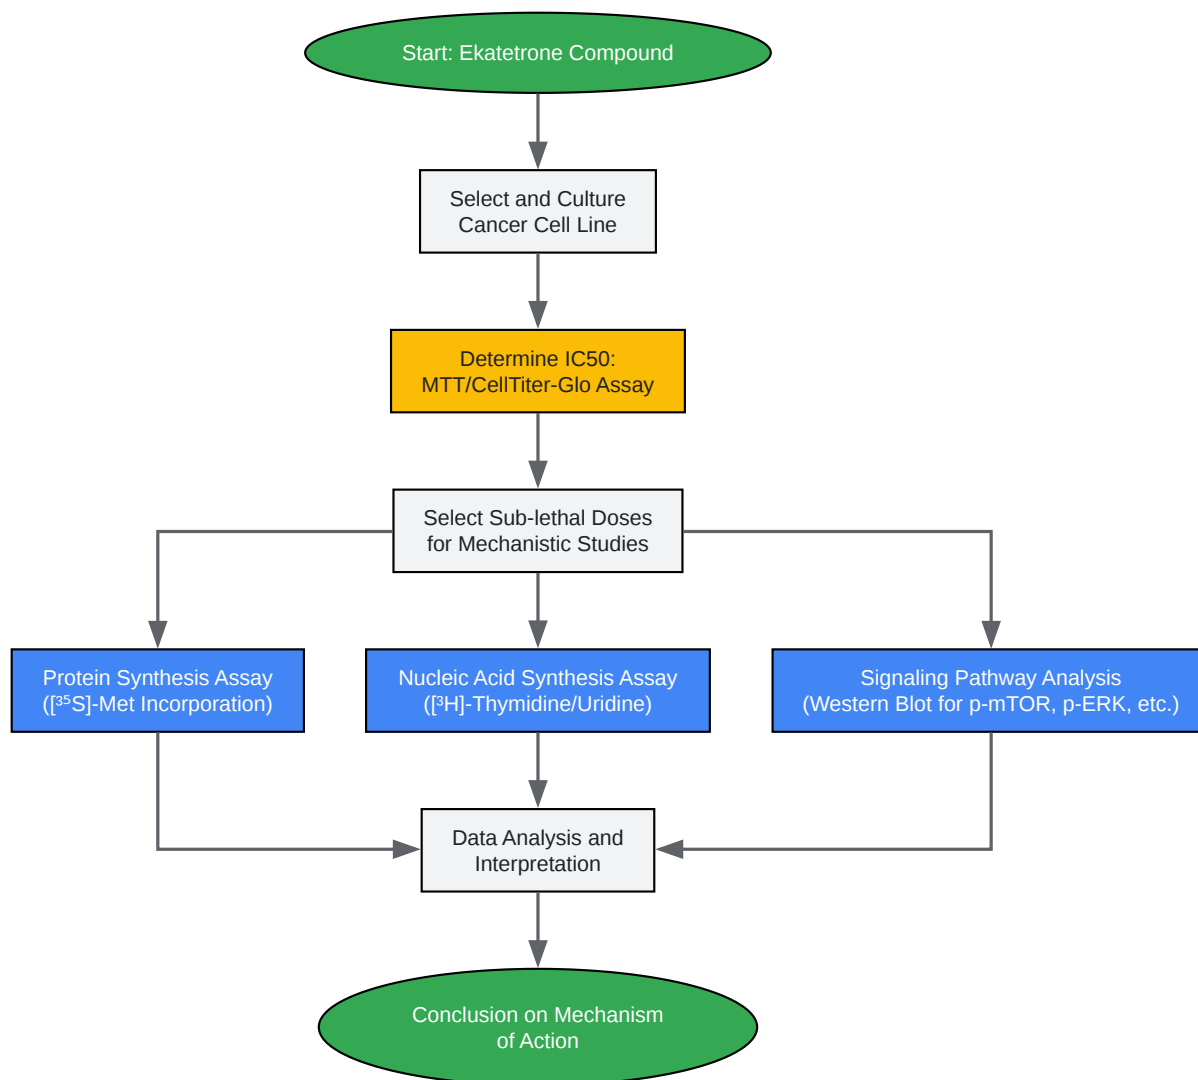 Start: Ekatetrone Compound
Select and Culture
Cancer Cell Line
Determine IC50:
MTT/CellTiter-Glo Assay
Select Sub-lethal Doses
for Mechanistic Studies
Protein Synthesis Assay
([³⁵S]-Met Incorporation)
Nucleic Acid Synthesis Assay
([³H]-Thymidine/Uridine)
Signaling Pathway Analysis
(Western Blot for p-mTOR, p-ERK, etc.)
Data Analysis and
Interpretation
Conclusion on Mechanism
of Action